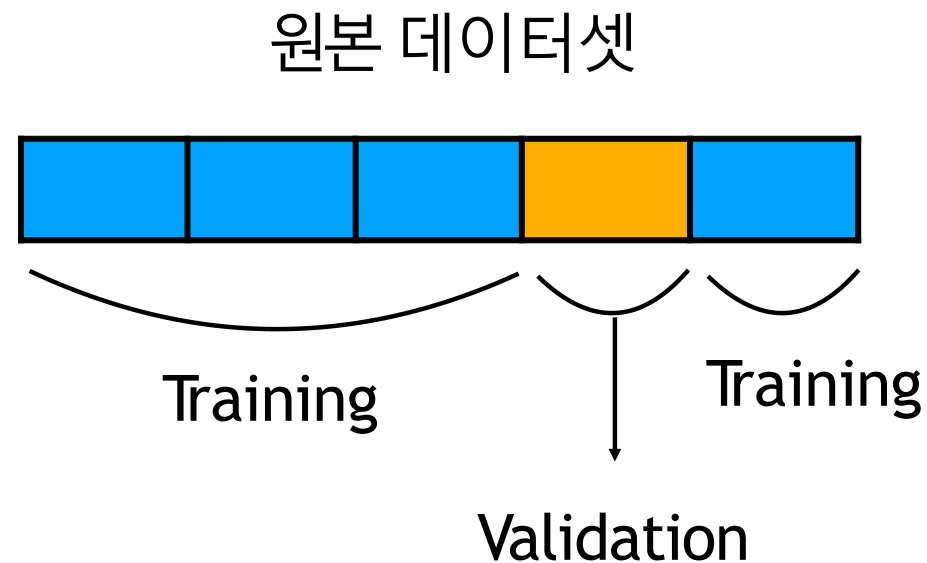 원본 데이터셋
Training
Training
Validation